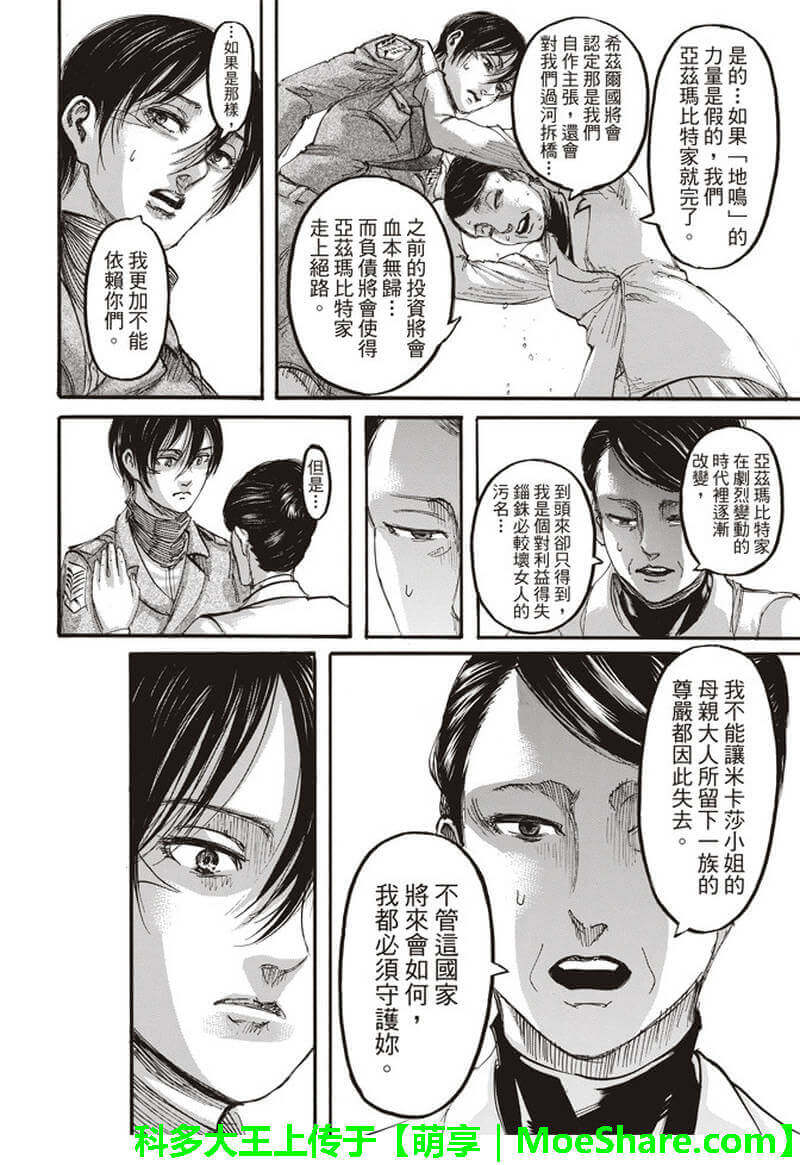 是的…如果「地鳴」的
力量是假的，我們
亞茲瑪比特家就完了。
希茲爾國將會
認定那是我們
自作主張，還會
對我們過河拆橋…
之前的投資將會
血本無歸…
而負債將會使得
亞茲瑪比特家
走上絕路。
…如果是那樣，
我更加不能
依賴你們。
亞茲瑪比特家
在劇烈變動的
時代裡逐漸
改變，
到頭來卻只得到，
我是個對利益得失
錙銖必較壞女人的
污名…
但是…
我不能讓米卡莎小姐的
母親大人所留下一族的
尊嚴都因此失去。
不管這國家
將來會如何，
我都必須守護妳。
科多大王上传于【萌享|MoeShare.com】